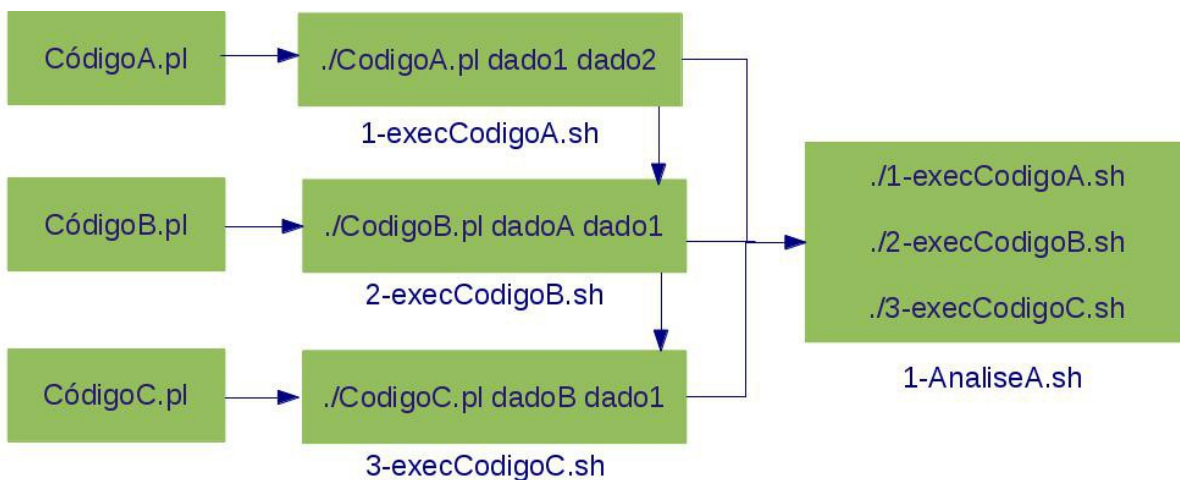 CódigoA.pl
./CodigoA.pl dado1 dado2
1-execCodigoA.sh
CódigoB.pl
./CodigoB.pl dadoA dado1
2-execCodigoB.sh
CódigoC.pl
./CodigoC.pl dadoB dado1
3-execCodigoC.sh
./1-execCodigoA.sh
./2-execCodigoB.sh
./3-execCodigoC.sh
1-AnaliseA.sh